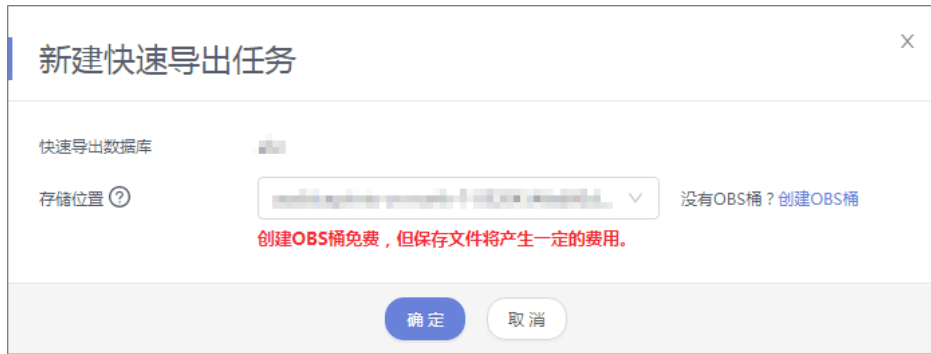 新建快速导出任务
快速导出数据库
存储位置 ? 没有OBS桶？创建OBS桶
创建OBS桶免费，但保存文件将产生一定的费用。
确定 取消